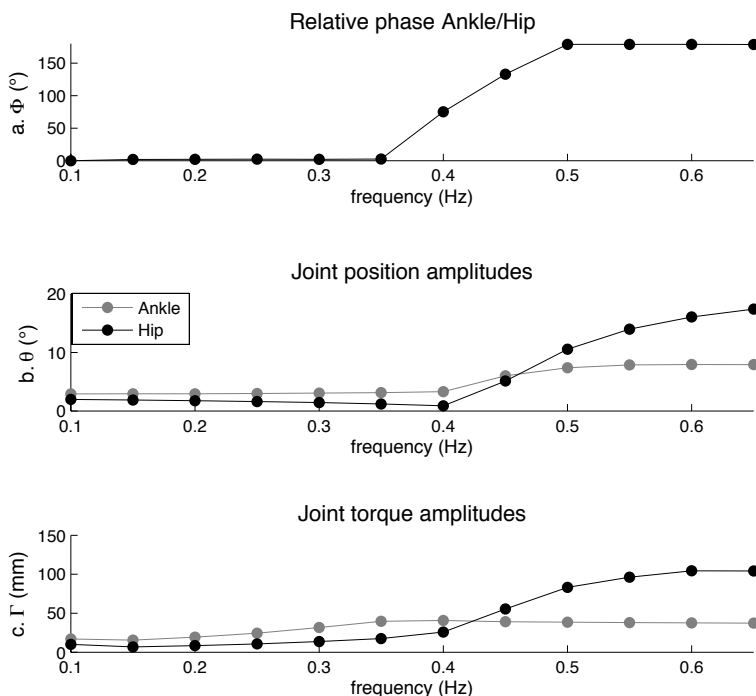 Relative phase Ankle/Hip
a. Φ (°)
150
100
50
0
0.1 0.2 0.3 0.4 0.5 0.6
frequency (Hz)
Joint position amplitudes
b. θ (°)
20
10
0
Ankle
Hip
0.1 0.2 0.3 0.4 0.5 0.6
frequency (Hz)
Joint torque amplitudes
c. Γ (mm)
150
100
50
0
0.1 0.2 0.3 0.4 0.5 0.6
frequency (Hz)